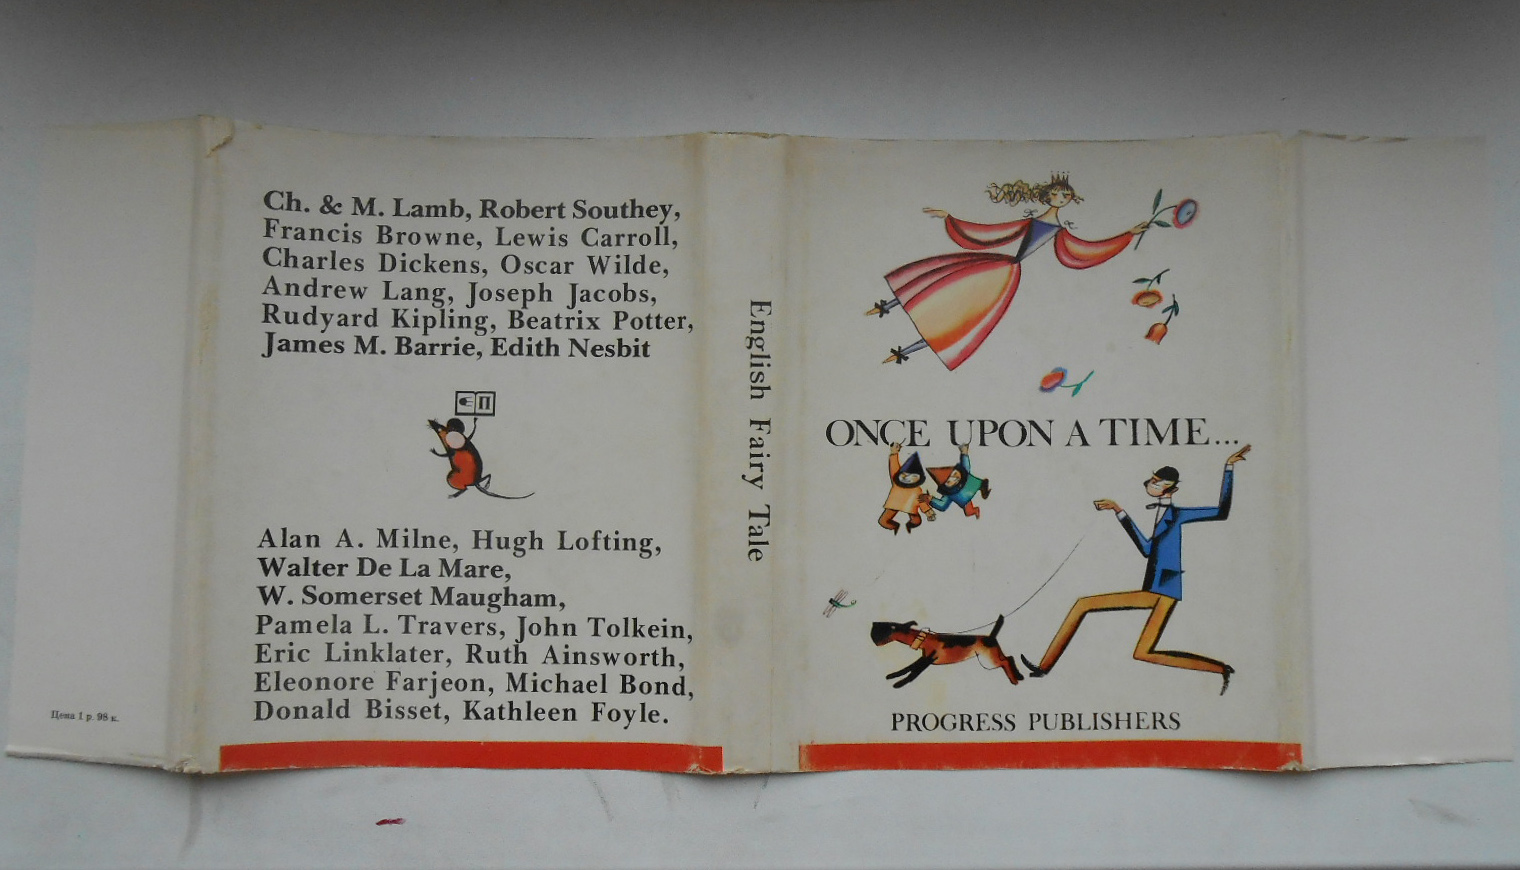 Ch. & M. Lamb, Robert Southey,
Francis Browne, Lewis Carroll,
Charles Dickens, Oscar Wilde,
Andrew Lang, Joseph Jacobs,
Rudyard Kipling, Beatrix Potter,
James M. Barrie, Edith Nesbit
П
Alan A. Milne, Hugh Lofting,
Walter De La Mare,
W. Somerset Maugham,
Pamela L. Travers, John Tolkein,
Eric Linklater, Ruth Ainsworth,
Eleonore Farjeon, Michael Bond,
Donald Bisset, Kathleen Foyle.
Цена 1 р. 98 к.
English Fairy Tale
ONCE UPON A TIME...
PROGRESS PUBLISHERS